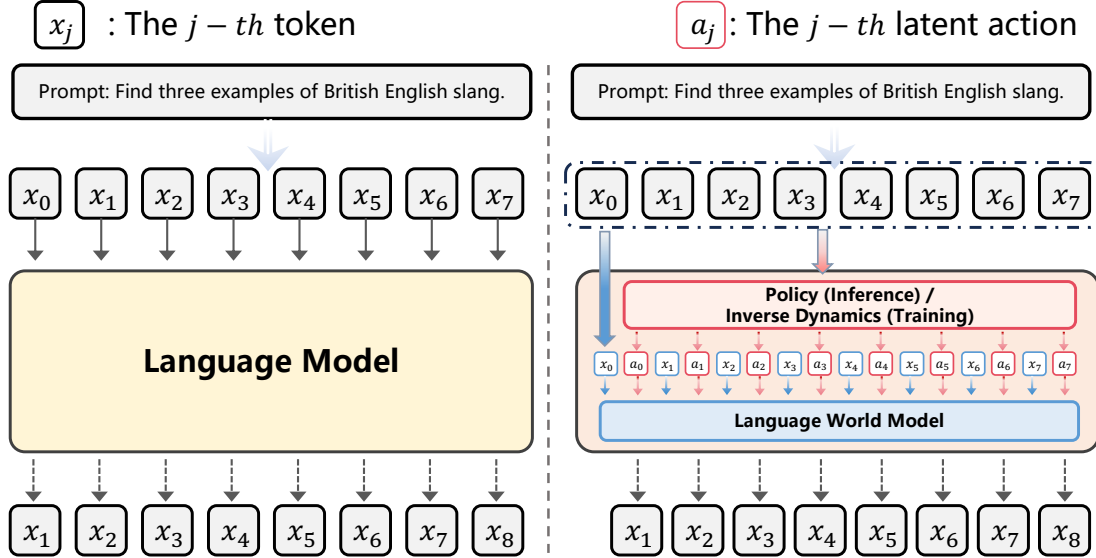 x_j : The j − th token
a_j : The j − th latent action
Prompt: Find three examples of British English slang.
Prompt: Find three examples of British English slang.
x_0 x_1 x_2 x_3 x_4 x_5 x_6 x_7
x_0 x_1 x_2 x_3 x_4 x_5 x_6 x_7
Language Model
Policy (Inference) /
Inverse Dynamics (Training)
x_0 a_0 x_1 a_1 x_2 a_2 x_3 a_3 x_4 a_4 x_5 a_5 x_6 a_6 x_7 a_7
Language World Model
x_1 x_2 x_3 x_4 x_5 x_6 x_7 x_8
x_1 x_2 x_3 x_4 x_5 x_6 x_7 x_8